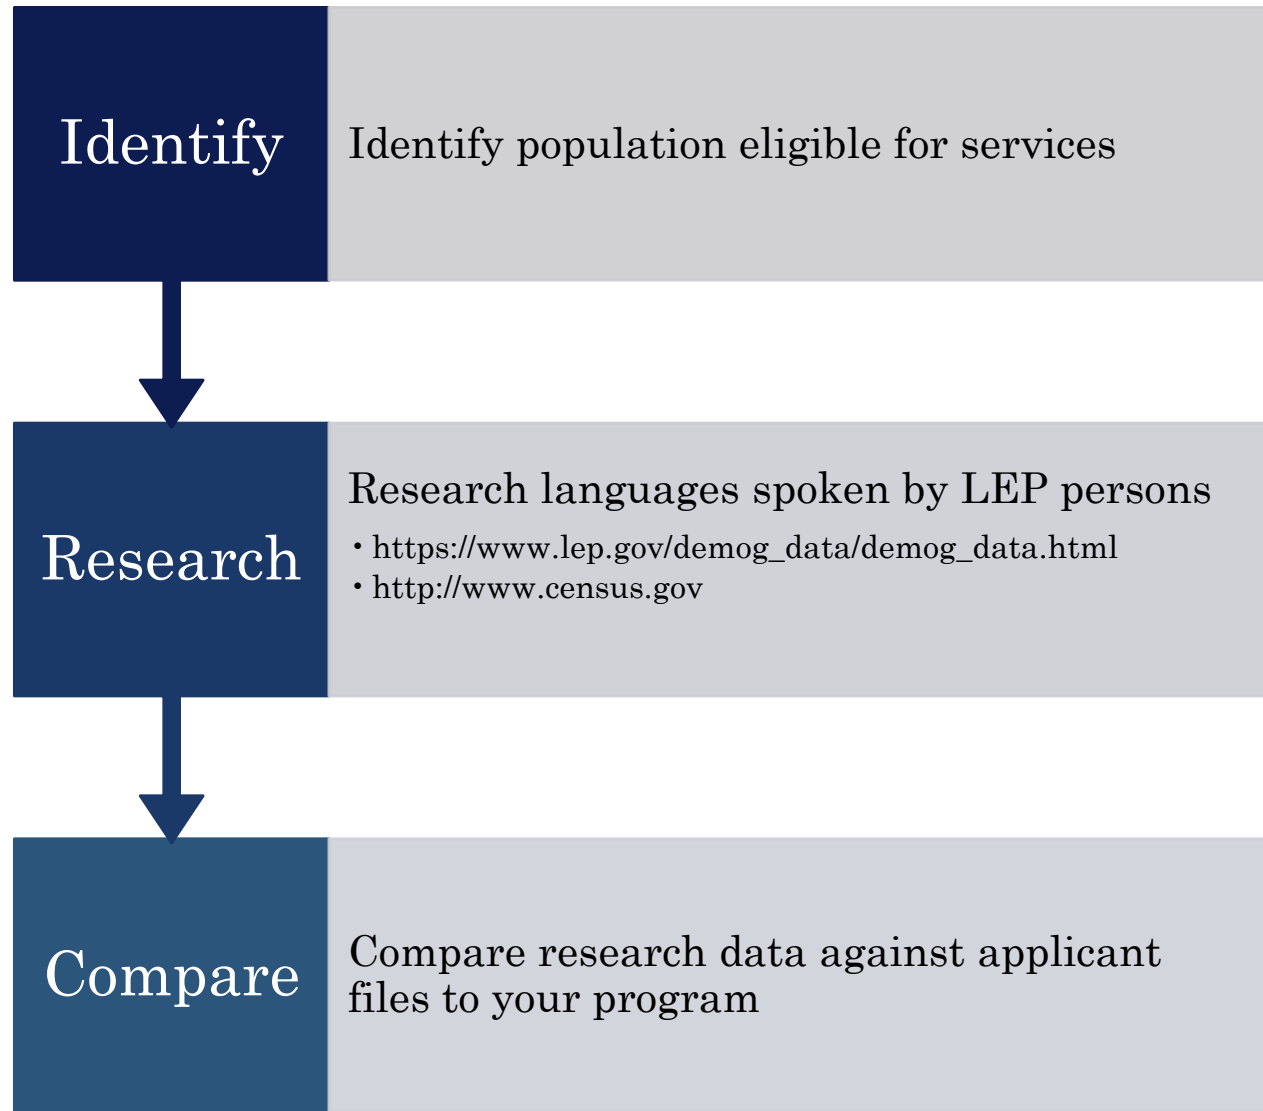 Identify
Identify population eligible for services
Research
Research languages spoken by LEP persons
• https://www.lep.gov/demog_data/demog_data.html
• http://www.census.gov
Compare
Compare research data against applicant
files to your program